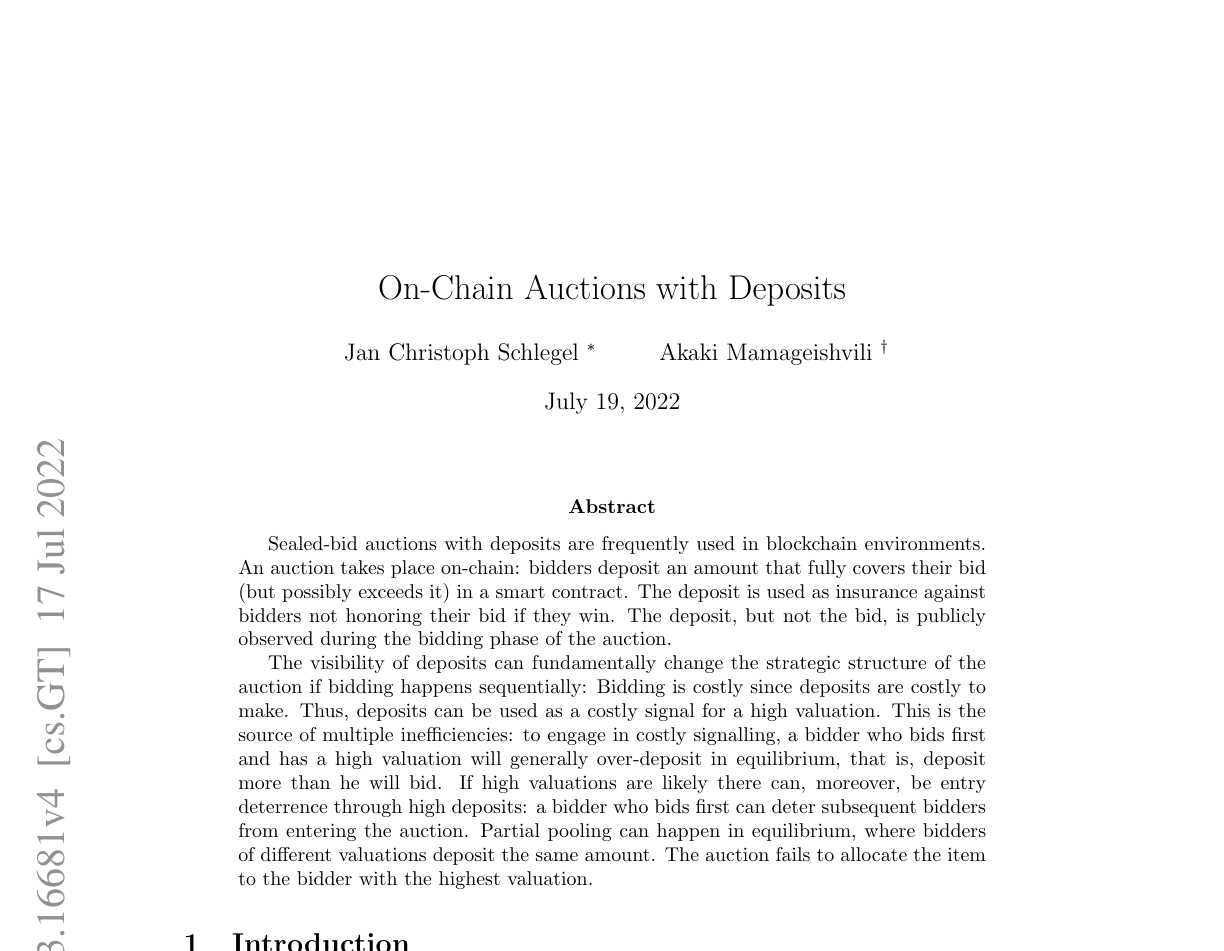 On-Chain Auctions with Deposits
Jan Christoph Schlegel * Akaki Mamageishvili †
July 19, 2022
Abstract
Sealed-bid auctions with deposits are frequently used in blockchain environments.
An auction takes place on-chain: bidders deposit an amount that fully covers their bid
(but possibly exceeds it) in a smart contract. The deposit is used as insurance against
bidders not honoring their bid if they win. The deposit, but not the bid, is publicly
observed during the bidding phase of the auction.
The visibility of deposits can fundamentally change the strategic structure of the
auction if bidding happens sequentially: Bidding is costly since deposits are costly to
make. Thus, deposits can be used as a costly signal for a high valuation. This is the
source of multiple inefficiencies: to engage in costly signalling, a bidder who bids first
and has a high valuation will generally over-deposit in equilibrium, that is, deposit
more than he will bid. If high valuations are likely there can, moreover, be entry
deterrence through high deposits: a bidder who bids first can deter subsequent bidders
from entering the auction. Partial pooling can happen in equilibrium, where bidders
of different valuations deposit the same amount. The auction fails to allocate the item
to the bidder with the highest valuation.
1 Introduction
3.16681v4 [cs.GT] 17 Jul 2022